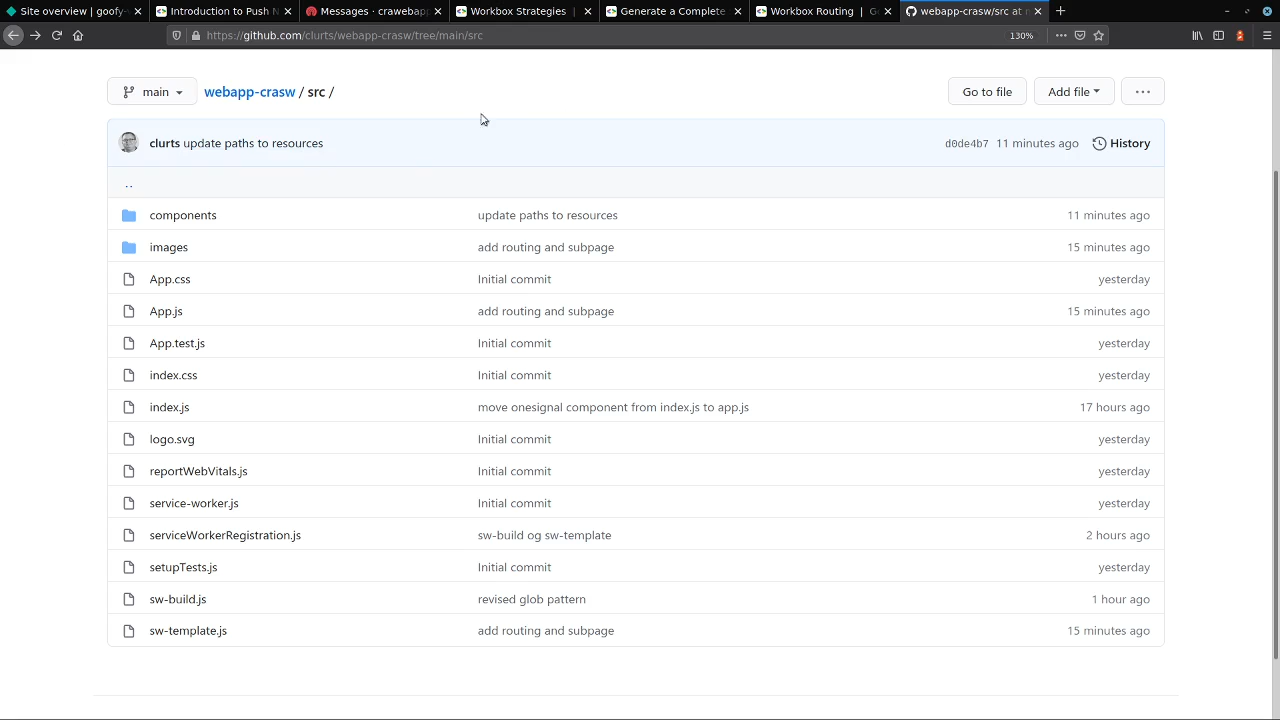 Site overview | goofy-
Introduction to Push N
Messages · crawebapp
Workbox Strategies |
Generate a Complete
Workbox Routing | Go
webapp-crasw/src at m
https://github.com/clurts/webapp-crasw/tree/main/src
130%
main
webapp-crasw / src /
Go to file
Add file
clurts update paths to resources
d0de4b7 11 minutes ago
History
..
components update paths to resources 11 minutes ago
images add routing and subpage 15 minutes ago
App.css Initial commit yesterday
App.js add routing and subpage 15 minutes ago
App.test.js Initial commit yesterday
index.css Initial commit yesterday
index.js move onesignal component from index.js to app.js 17 hours ago
logo.svg Initial commit yesterday
reportWebVitals.js Initial commit yesterday
service-worker.js Initial commit yesterday
serviceWorkerRegistration.js sw-build og sw-template 2 hours ago
setupTests.js Initial commit yesterday
sw-build.js revised glob pattern 1 hour ago
sw-template.js add routing and subpage 15 minutes ago